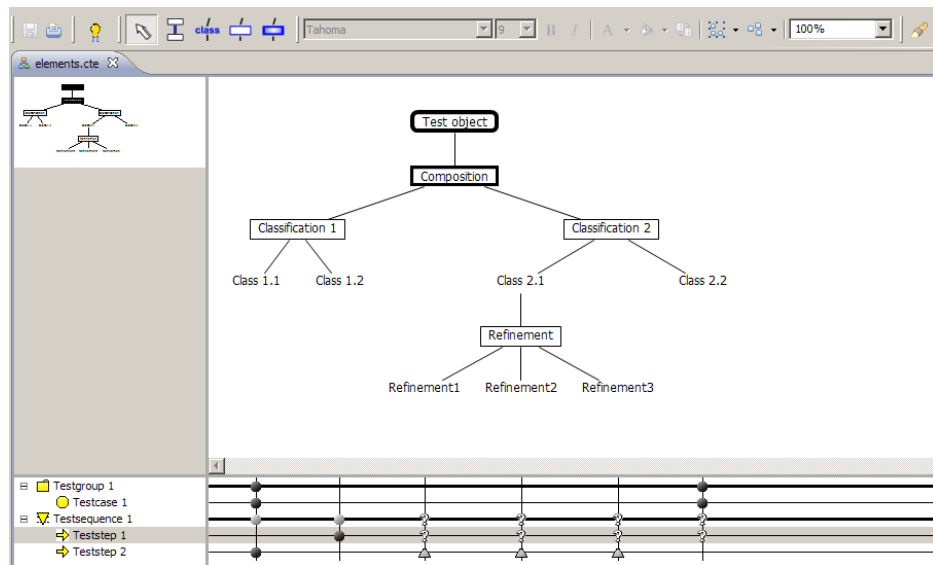 class
Tahoma
9
B I A
100%
elements.cte
Test object
Composition
Classification 1 Classification 2
Class 1.1 Class 1.2 Class 2.1 Class 2.2
Refinement
Refinement1 Refinement2 Refinement3
Testgroup 1
Testcase 1
Testsequence 1 ? ? ? ?
Teststep 1 ? ? ? ?
Teststep 2